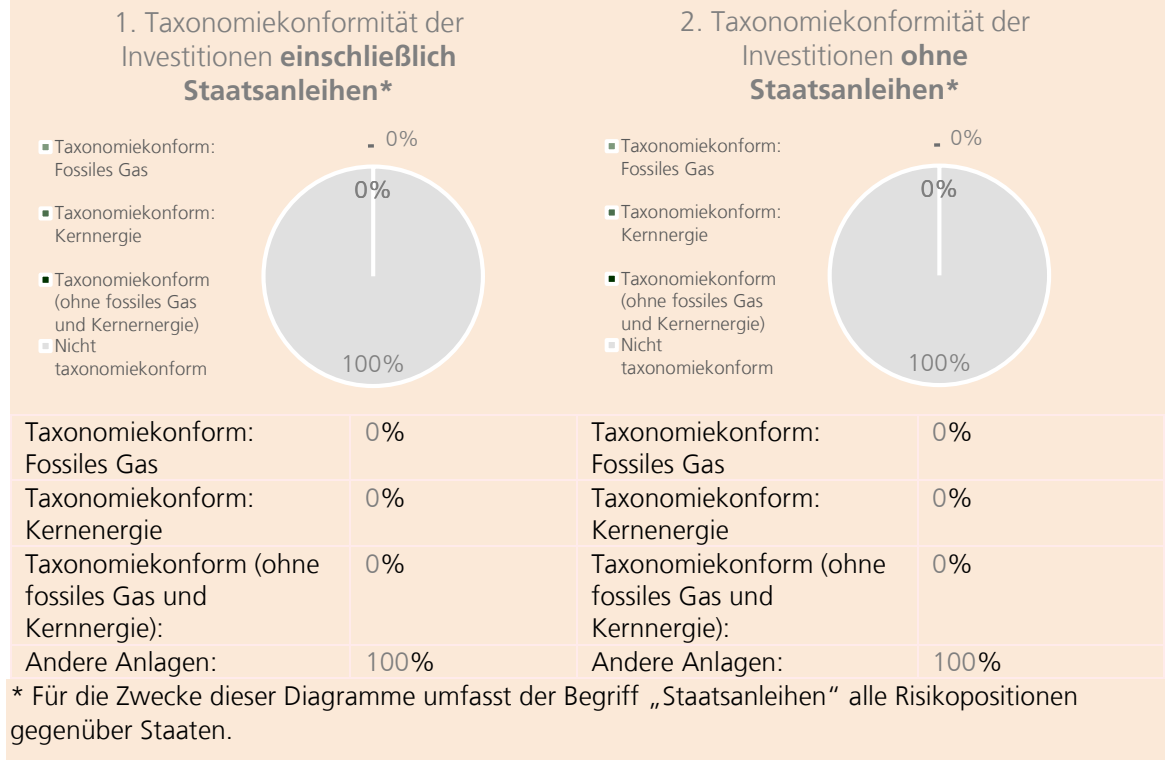 1. Taxonomiekonformität der
Investitionen einschließlich
Staatsanleihen*
Taxonomiekonform:
Fossiles Gas
Taxonomiekonform:
Kernnergie
Taxonomiekonform
(ohne fossiles Gas
und Kernernergie)
Nicht
taxonomiekonform
- 0%
0%
100%
2. Taxonomiekonformität der
Investitionen ohne
Staatsanleihen*
Taxonomiekonform:
Fossiles Gas
Taxonomiekonform:
Kernnergie
Taxonomiekonform
(ohne fossiles Gas
und Kernernergie)
Nicht
taxonomiekonform
- 0%
0%
100%
Taxonomiekonform: 0% Taxonomiekonform: 0%
Fossiles Gas Fossiles Gas
Taxonomiekonform: 0% Taxonomiekonform: 0%
Kernenergie Kernenergie
Taxonomiekonform (ohne 0% Taxonomiekonform (ohne 0%
fossiles Gas und fossiles Gas und
Kernnergie): Kernnergie):
Andere Anlagen: 100% Andere Anlagen: 100%
* Für die Zwecke dieser Diagramme umfasst der Begriff „Staatsanleihen“ alle Risikopositionen
gegenüber Staaten.